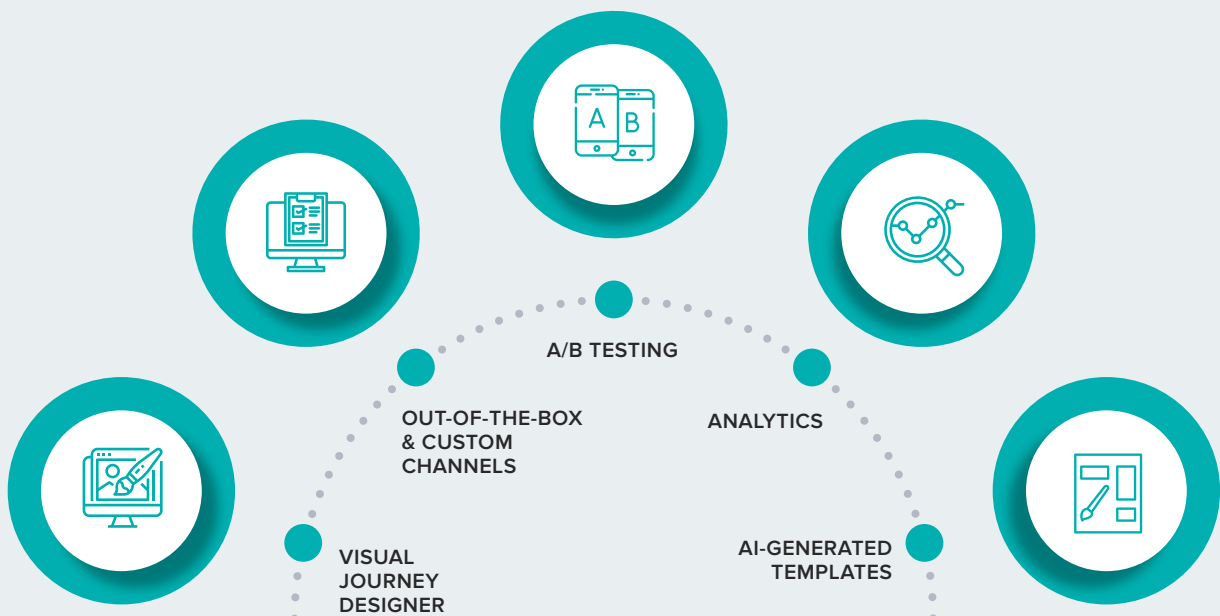 A B
A/B TESTING
OUT-OF-THE-BOX
& CUSTOM
CHANNELS
ANALYTICS
VISUAL
JOURNEY
DESIGNER
AI-GENERATED
TEMPLATES